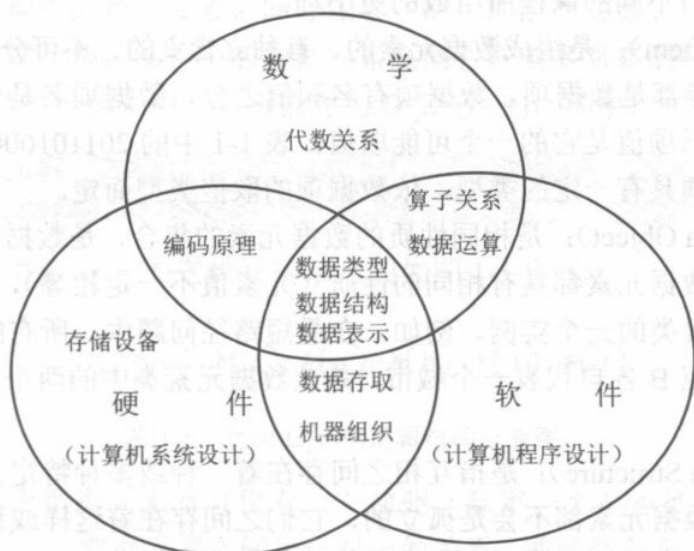 数 学
代数关系
算子关系
编码原理
数据运算
数据类型
数据结构
数据表示
存储设备
数据存取
硬 件
软 件
机器组织
(计算机系统设计)
(计算机程序设计)